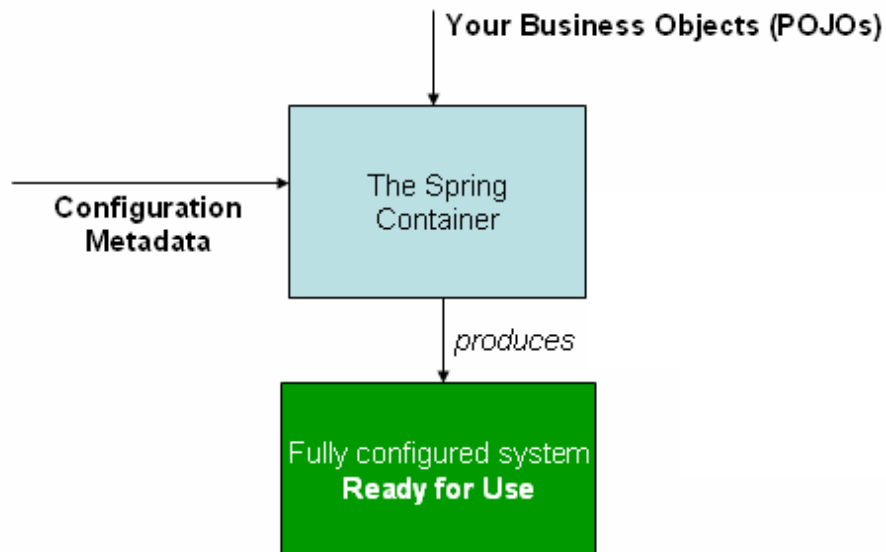 Your Business Objects (POJOs)
The Spring
Container
Configuration
Metadata
produces
Fully configured system
Ready for Use